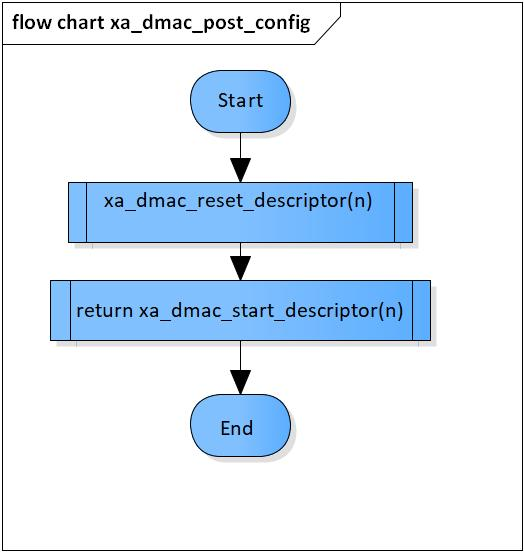 flow chart xa_dmac_post_config
Start
xa_dmac_reset_descriptor(n)
return xa_dmac_start_descriptor(n)
End